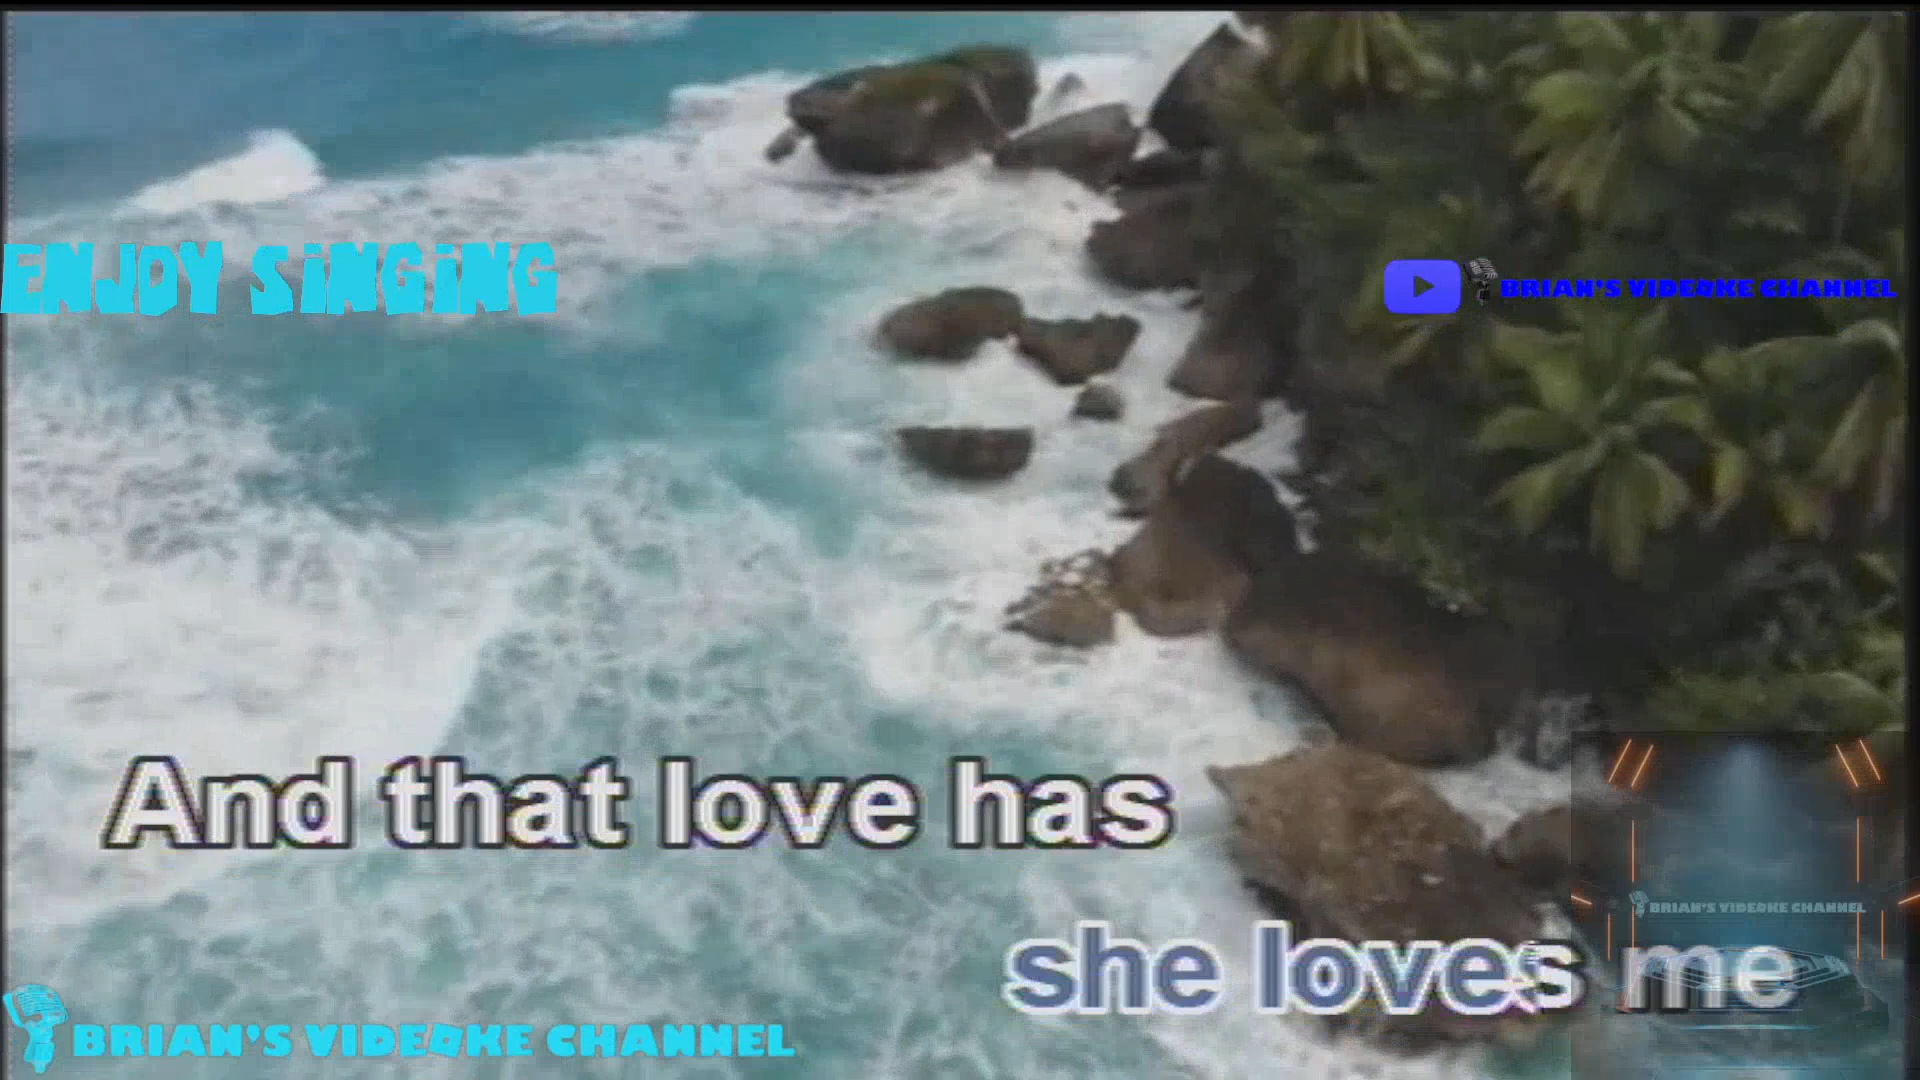 ENJOY SINGING
BRIAN'S VIDEOKE CHANNEL
And that love has
BRIAN'S VIDEOKE CHANNEL
she loves me
BRIAN'S VIDEOKE CHANNEL